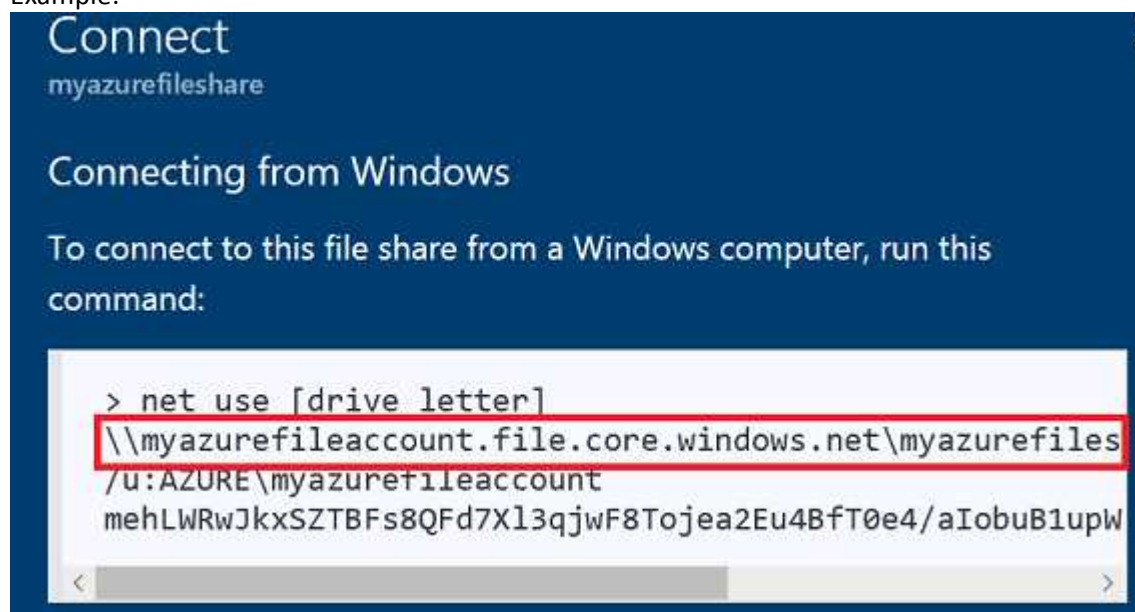 Example:
Connect
myazurefileshare
Connecting from Windows
To connect to this file share from a Windows computer, run this
command:
> net use [drive letter]
\\myazurefileaccount.file.core.windows.net\myazurefiles
/u:AZURE\myazurefileaccount
mehLWRwJkxSZTBFs8QFd7Xl3qjwF8Tojea2Eu4BfT0e4/aIobuB1upW